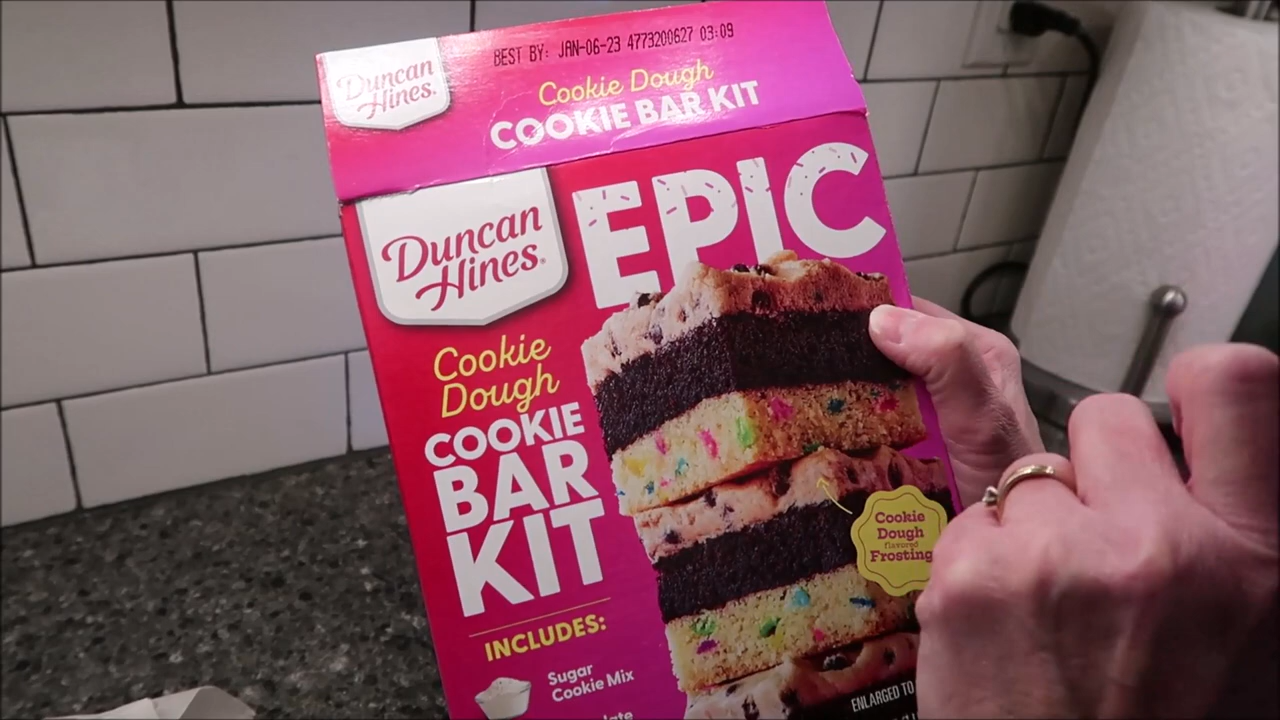 BEST BY: JAN-06-23 4773200627 03:09
Duncan
Hines.
Cookie Dough
COOKIE BAR KIT
EPIC
Duncan
Hines.
Cookie
Dough
COOKIE
BAR
KIT
Cookie
Dough
flavored
Frosting
INCLUDES:
Sugar
Cookie Mix
ENLARGED TO